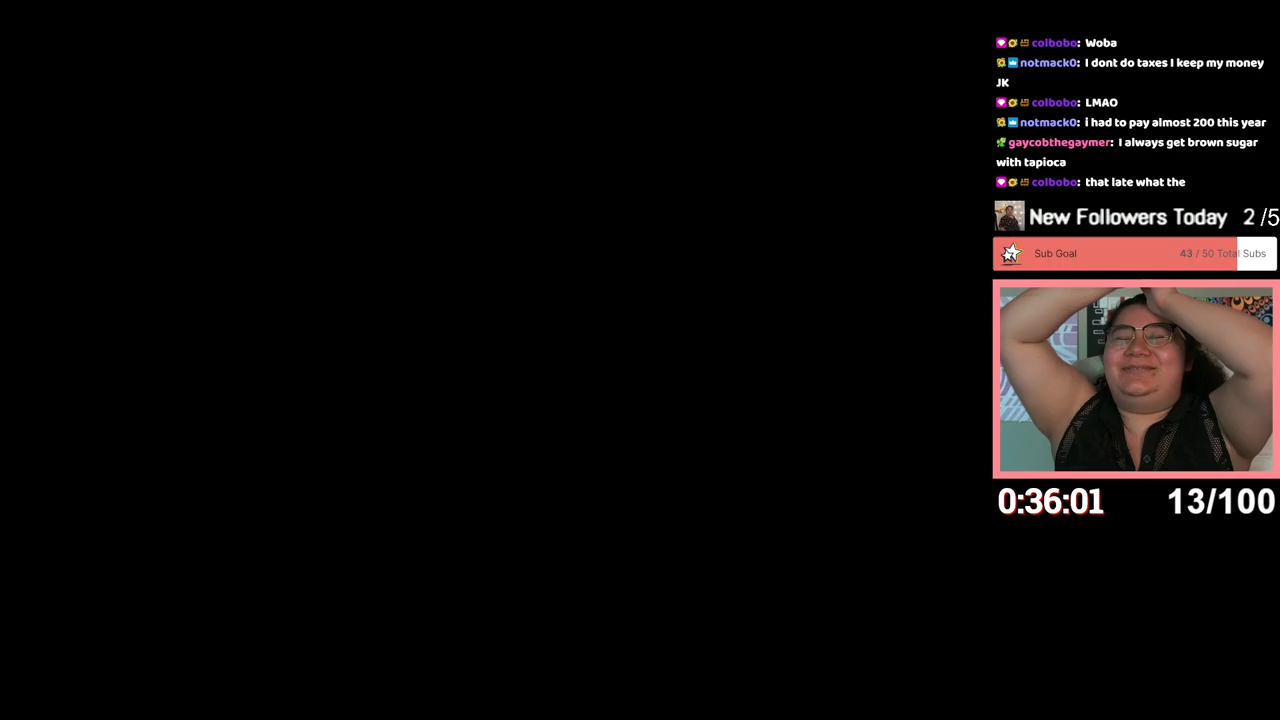 colbobo: Woba
notmack0: I dont do taxes I keep my money
JK
colbobo: LMAO
notmack0: i had to pay almost 200 this year
gaycobthegaymer: I always get brown sugar
with tapioca
colbobo: that late what the
New Followers Today 2 /5
Sub Goal 43 / 50 Total Subs
0:36:01 13/100